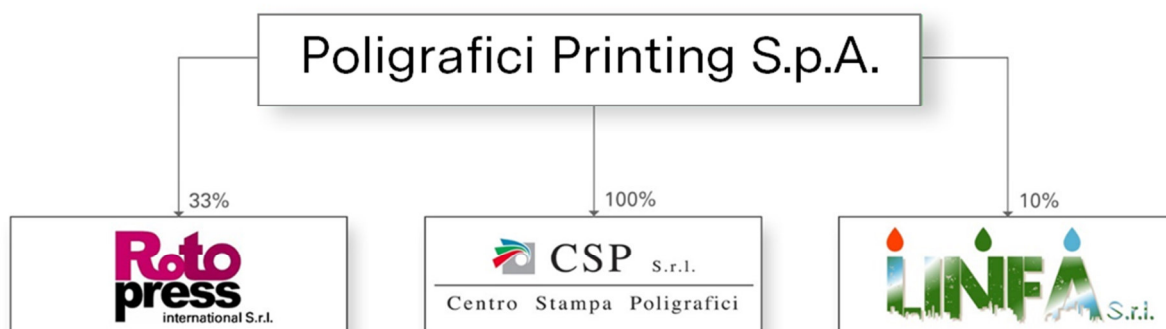 Poligrafici Printing S.p.A.
33%
100%
10%
Roto
press
international S.r.l.
CSP S.r.l.
Centro Stampa Poligrafici
LINFA S.r.l.